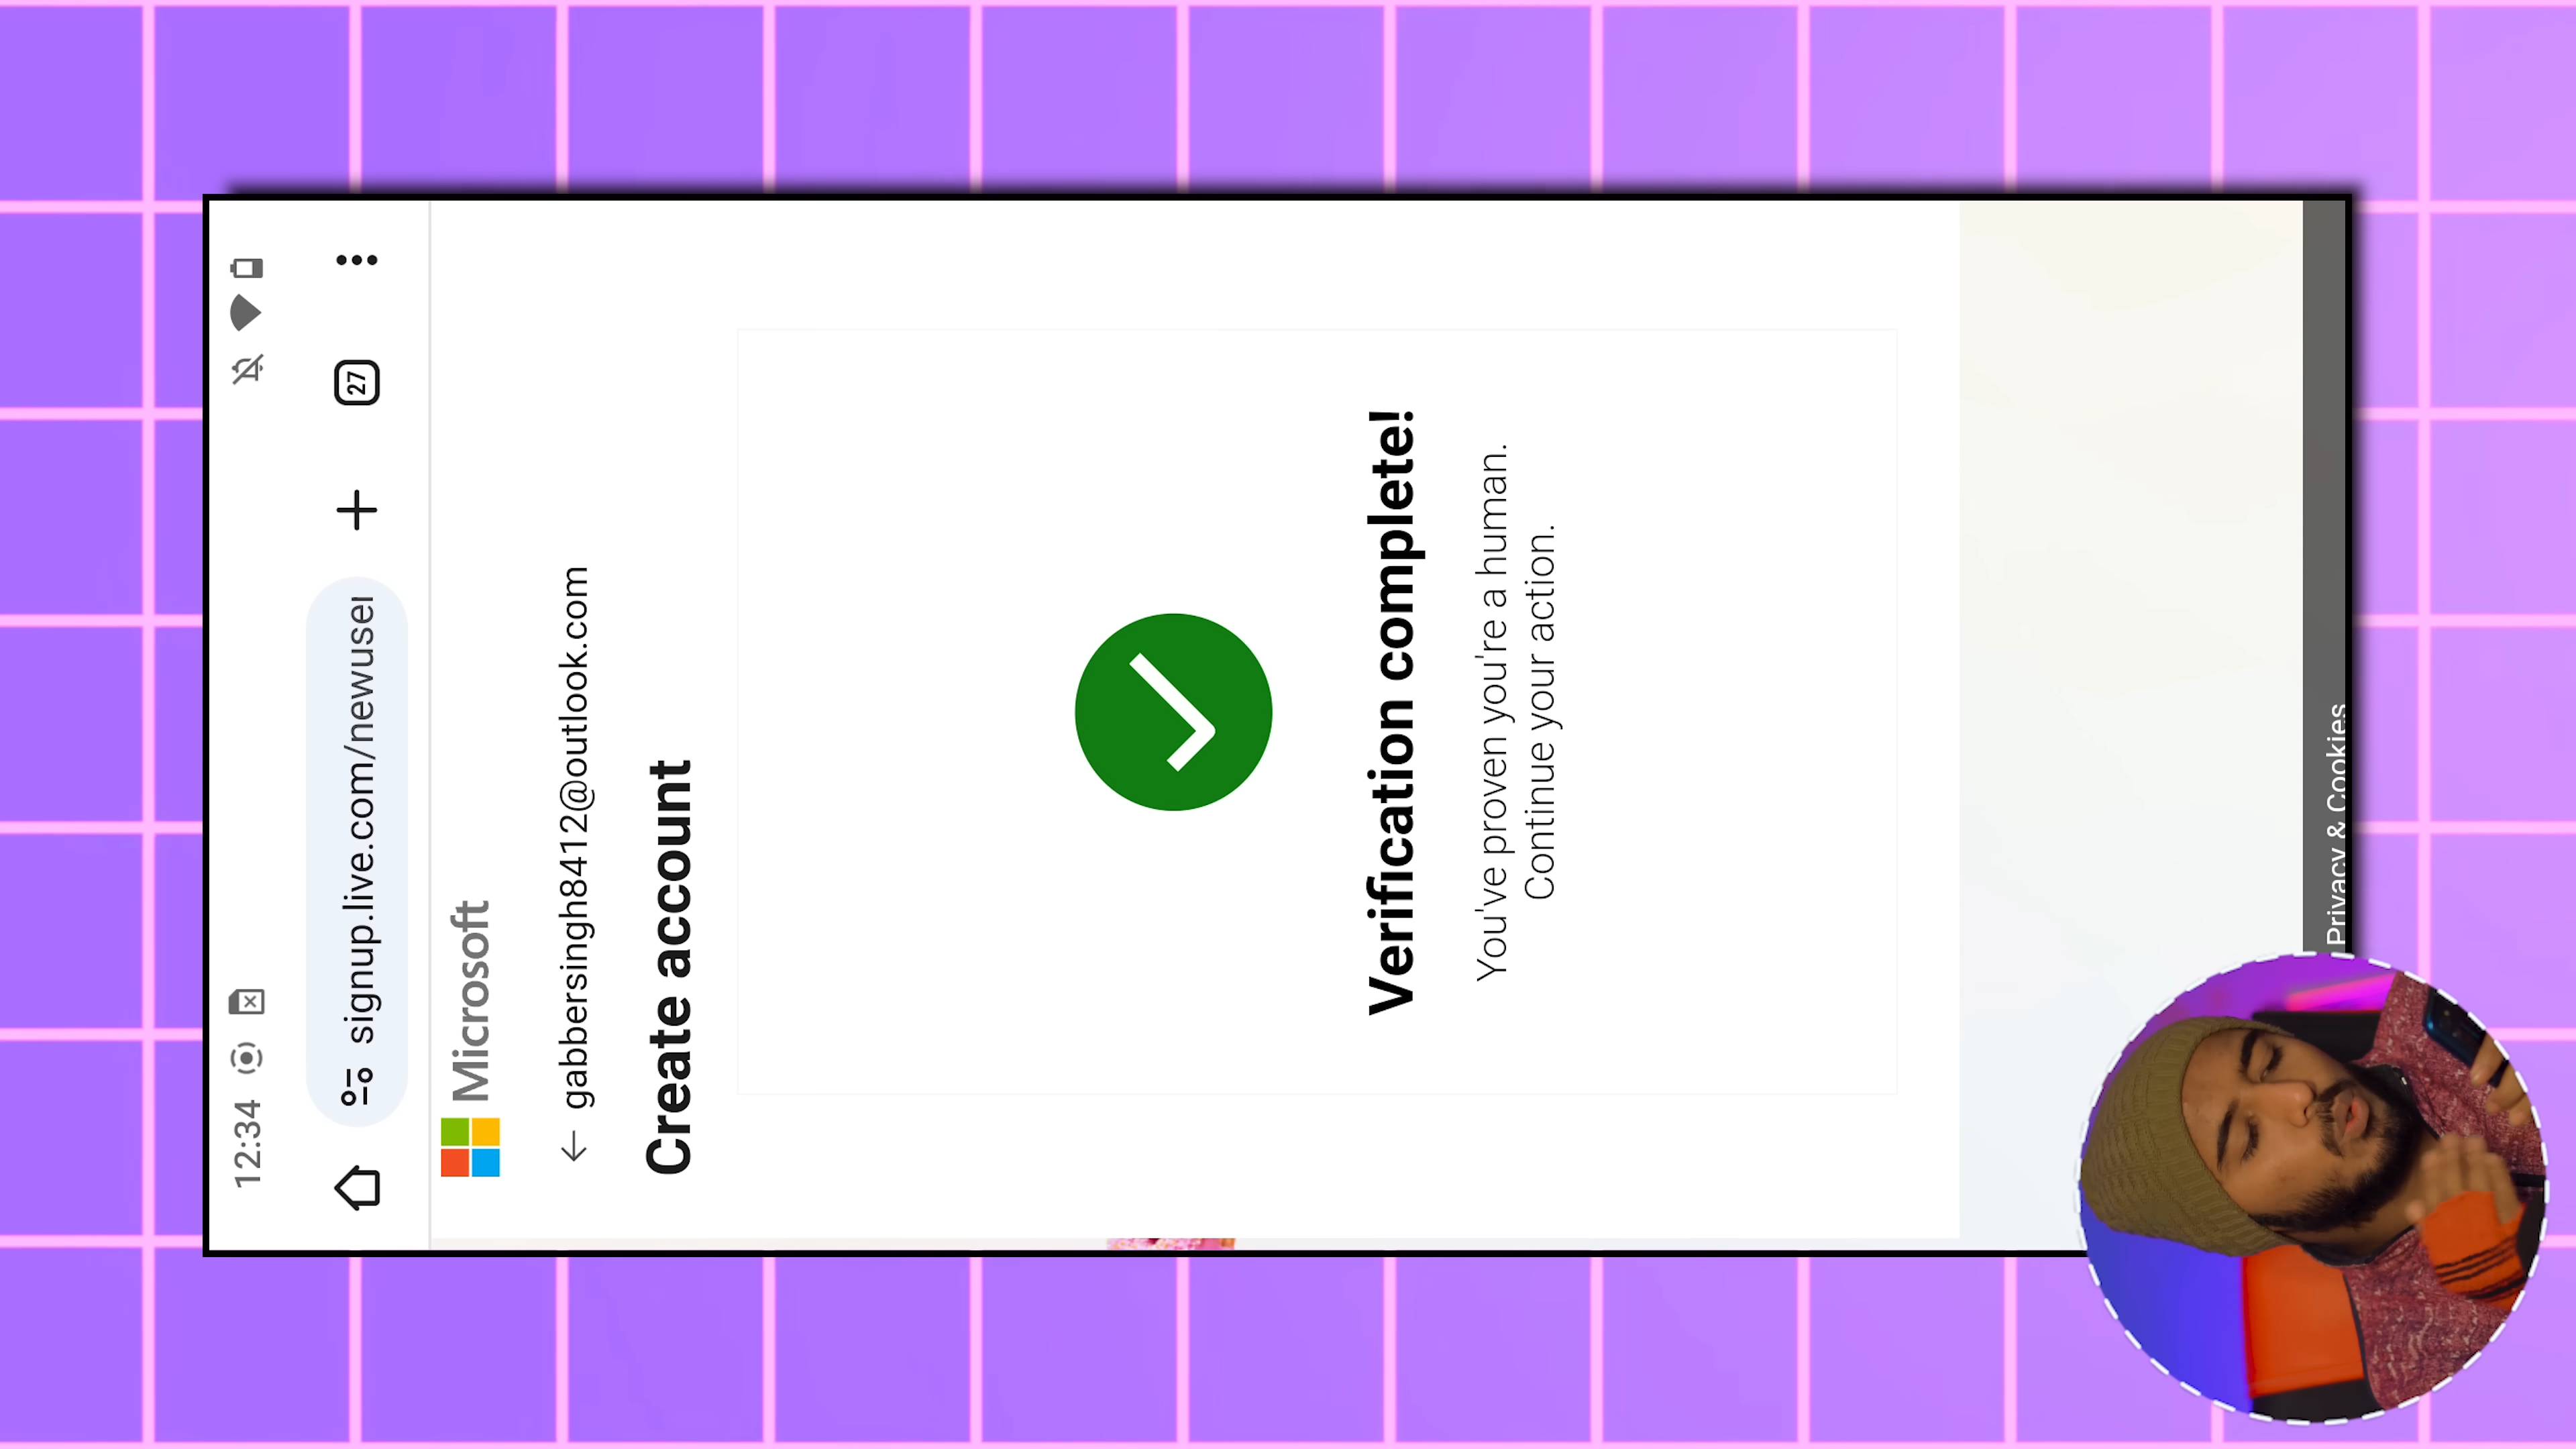 12:34
signup.live.com/newuser
27
Microsoft
gabbersingh8412@outlook.com
Create account
Verification complete!
You've proven you're a human.
Continue your action.
Privacy & Cookies